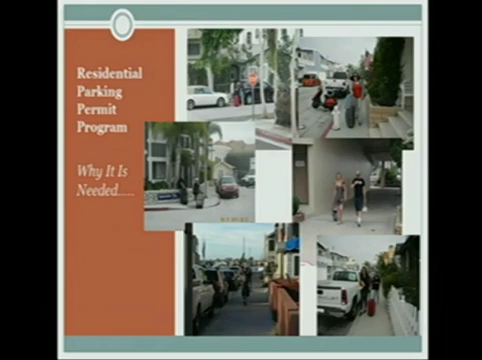 Residential
Parking
Permit
Program
Why It Is
Needed.....